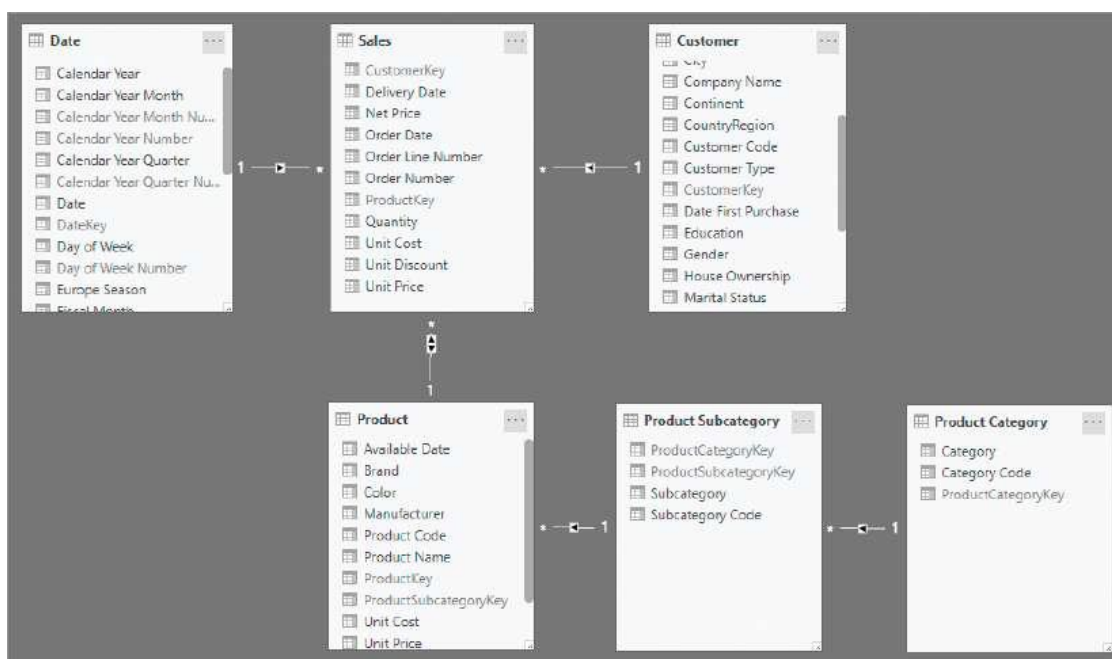 Date
Calendar Year
Calendar Year Month
Calendar Year Month Nu...
Calendar Year Number
Calendar Year Quarter
Calendar Year Quarter Nu...
Date
DateKey
Day of Week
Day of Week Number
Europe Season
Fiscal Month
1
*
Sales
CustomerKey
Delivery Date
Net Price
Order Date
Order Line Number
Order Number
ProductKey
Quantity
Unit Cost
Unit Discount
Unit Price
*
1
Customer
City
Company Name
Continent
CountryRegion
Customer Code
Customer Type
CustomerKey
Date First Purchase
Education
Gender
House Ownership
Marital Status
*
1
Product
Available Date
Brand
Color
Manufacturer
Product Code
Product Name
ProductKey
ProductSubcategoryKey
Unit Cost
Unit Price
*
1
Product Subcategory
ProductCategoryKey
ProductSubcategoryKey
Subcategory
Subcategory Code
*
1
Product Category
Category
Category Code
ProductCategoryKey